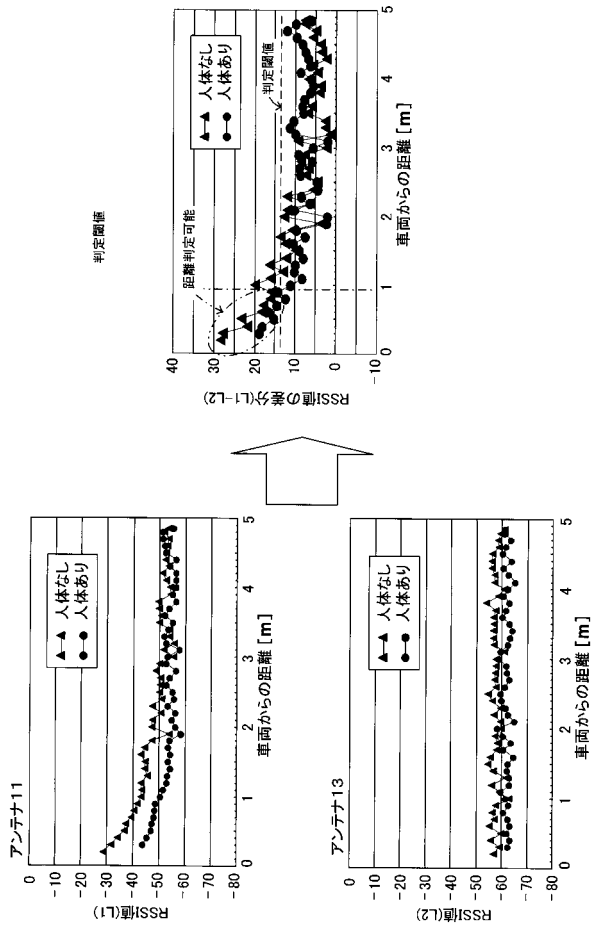 アンテナ11
RSSI値(L1)
0
-10
-20
-30
-40
-50
-60
-70
-80
人体なし
人体あり
0 1 2 3 4 5
車両からの距離[m]
アンテナ13
RSSI値(L2)
0
-10
-20
-30
-40
-50
-60
-70
-80
人体なし
人体あり
0 1 2 3 4 5
車両からの距離[m]
判定閾値
RSSI値の差分(L1-L2)
40
30
20
10
0
-10
距離判定可能
人体なし
人体あり
判定閾値
0 1 2 3 4 5
車両からの距離[m]